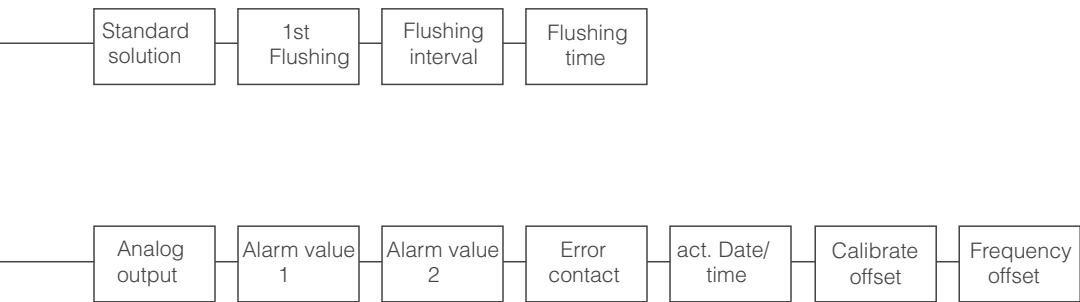 Standard
solution
1st
Flushing
Flushing
interval
Flushing
time
Analog
output
Alarm value
1
Alarm value
2
Error
contact
act. Date/
time
Calibrate
offset
Frequency
offset